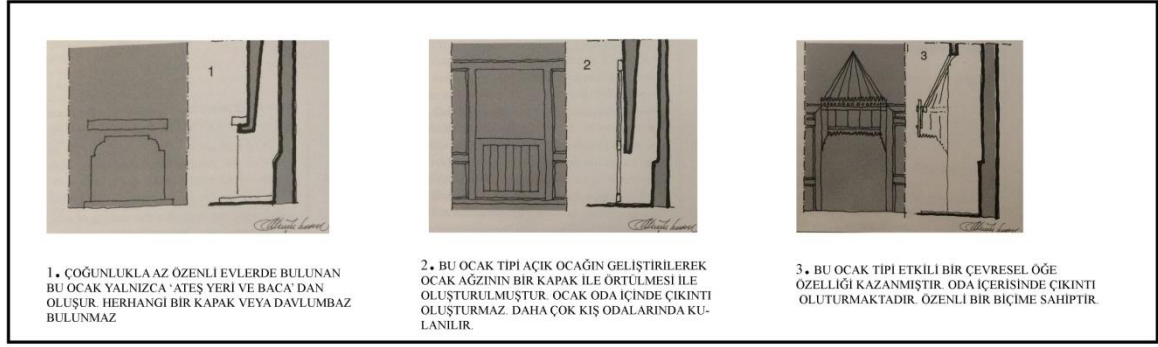 1
2
3
1. ÇOĞUNLUKLA AZ ÖZENLİ EVLERDE BULUNAN
BU OCAK YALNIZCA ‘ATEŞ YERİ VE BACA’ DAN
OLUŞUR. HERHANGİ BİR KAPAK VEYA DAVLUMBAZ
BULUNMAZ
2. BU OCAK TİPİ AÇIK OCAĞIN GELİŞTİRİLEREK
OCAK AĞZININ BİR KAPAK İLE ÖRTÜLMESİ İLE
OLUŞTURULMUŞTUR. OCAK ODA İÇİNDE ÇIKINTI
OLUŞTURMAZ. DAHA ÇOK KIŞ ODALARINDA KU-
LANILIR.
3. BU OCAK TİPİ ETKİLİ BİR ÇEVRESEL ÖĞE
ÖZELLİĞİ KAZANMIŞTIR. ODA İÇERİSİNDE ÇIKINTI
OLUTURMAKTADIR. ÖZENLİ BİR BİÇİME SAHİPTİR.